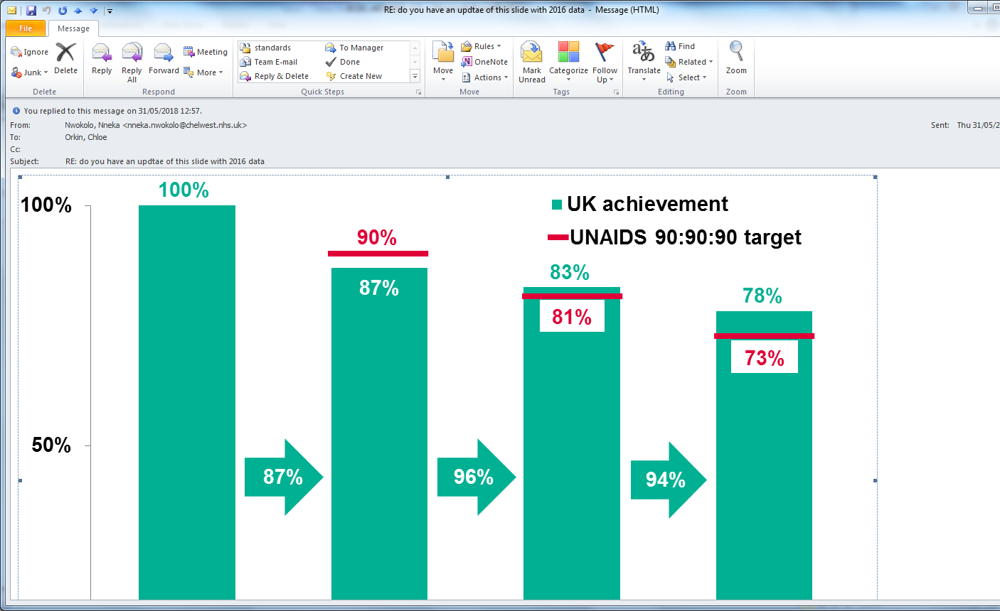 RE: do you have an updtae of this slide with 2016 data - Message (HTML)
File Message
Ignore Meeting standards To Manager Rules Find
Team E-mail Done OneNote Related
Junk Delete Reply Reply All Forward More Reply & Delete Create New Move Actions Mark Unread Categorize Follow Up Translate Select Zoom
Delete Respond Quick Steps Move Tags Editing Zoom
You replied to this message on 31/05/2018 12:57.
From: Nwokolo, Nneka <nneka.nwokolo@chelwest.nhs.uk> Sent: Thu 31/05/2
To: Orkin, Chloe
Cc:
Subject: RE: do you have an updtae of this slide with 2016 data
100%
100% UK achievement
90% UNAIDS 90:90:90 target
83%
87% 78%
81%
73%
50%
87% 96% 94%